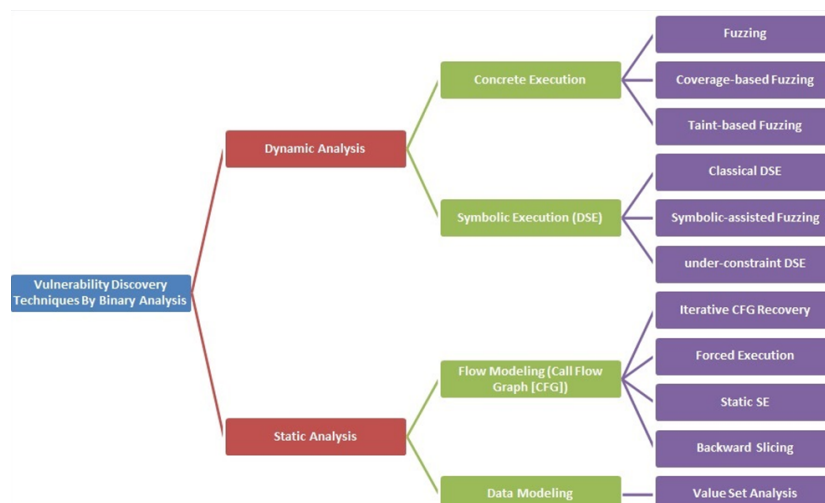 Vulnerability Discovery
Techniques By Binary Analysis
Dynamic Analysis
Concrete Execution
Fuzzing
Coverage-based Fuzzing
Taint-based Fuzzing
Symbolic Execution (DSE)
Classical DSE
Symbolic-assisted Fuzzing
under-constraint DSE
Static Analysis
Flow Modeling (Call Flow
Graph [CFG])
Iterative CFG Recovery
Forced Execution
Static SE
Backward Slicing
Data Modeling
Value Set Analysis